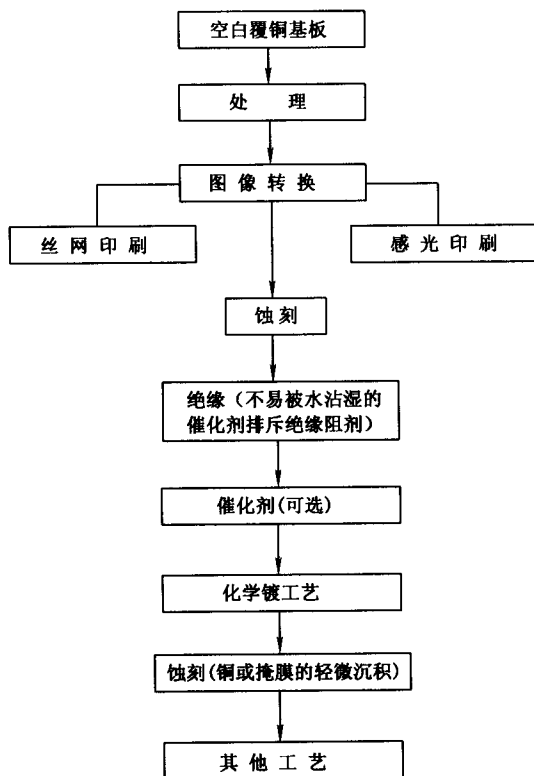 空白覆铜基板
处 理
图 像 转 换
丝 网 印 刷
感 光 印 刷
蚀 刻
绝缘（不易被水沾湿的
催化剂排斥绝缘阻剂）
催化剂(可选)
化学镀工艺
蚀刻(铜或掩膜的轻微沉积)
其 他 工 艺